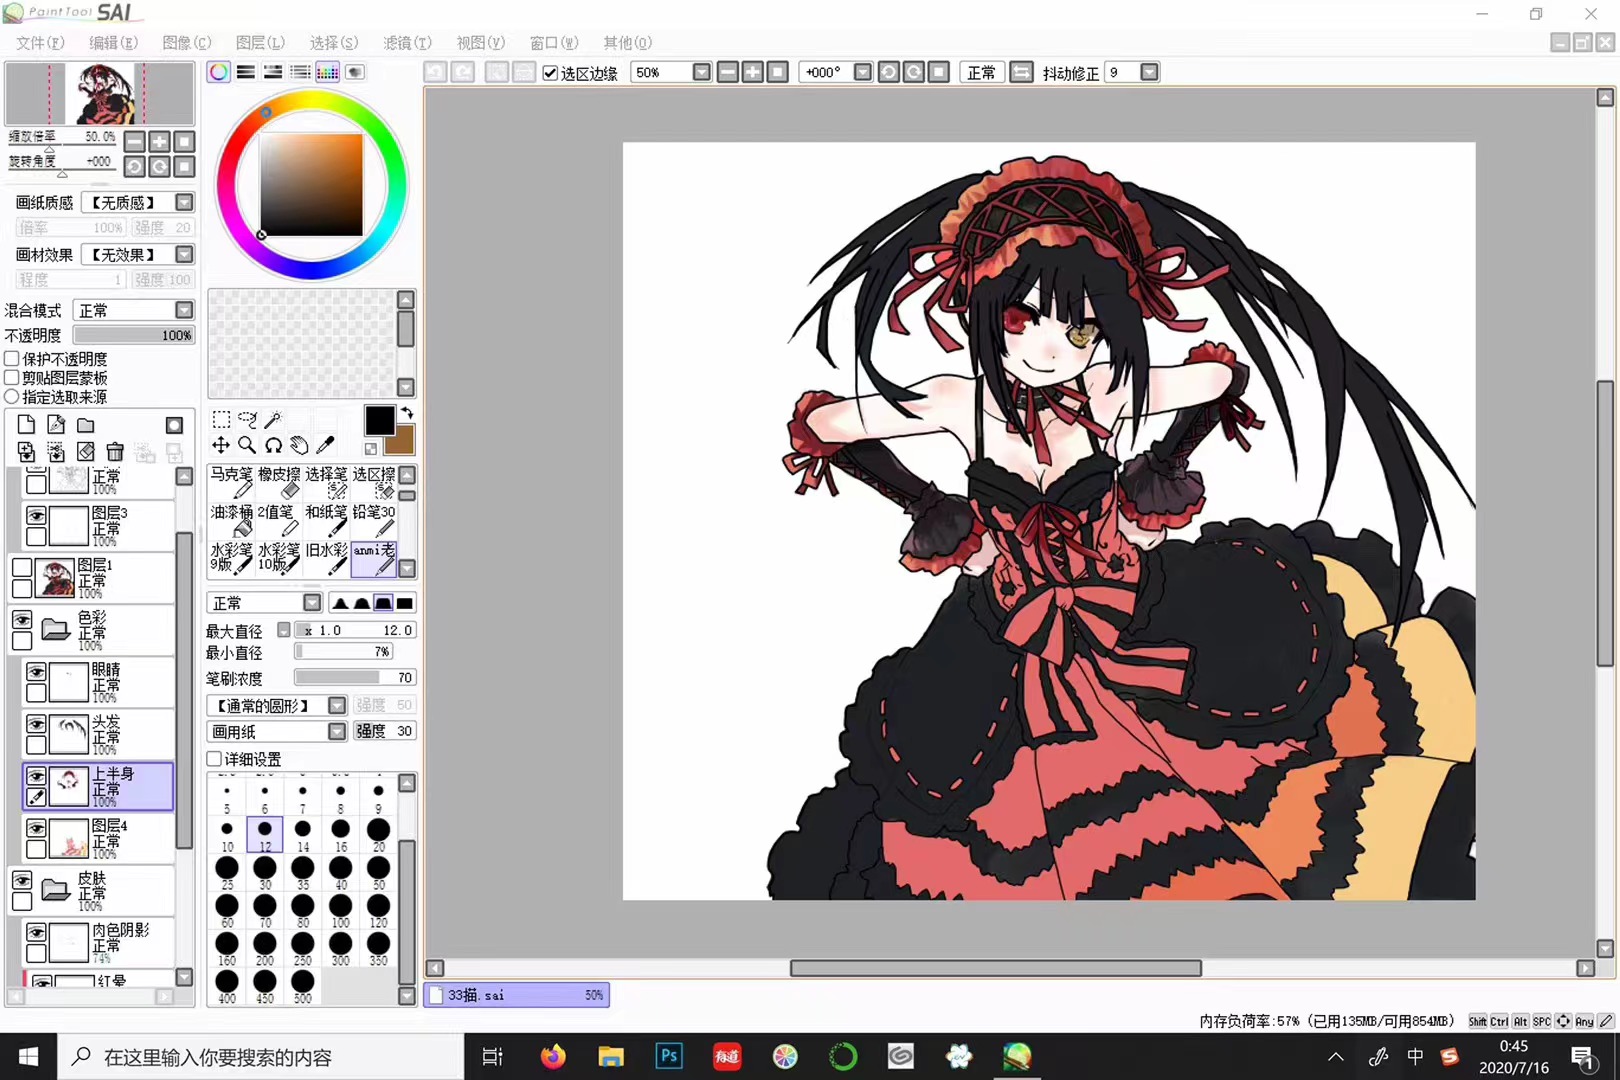 PaintTool SAI
文件(F) 编辑(E) 图像(C) 图层(L) 选择(S) 滤镜(T) 视图(V) 窗口(W) 其他(O)
选区边缘 50% +000° 正常 抖动修正 9
缩放倍率 50.0%
旋转角度 +000
画纸质感 【无质感】
倍率 100% 强度 20
画材效果 【无效果】
程度 1 强度 100
混合模式 正常
不透明度 100%
保护不透明度
剪贴图层蒙板
指定选取来源
正常
100%
图层3
正常
100%
图层1
正常
100%
色彩
正常
100%
眼睛
正常
100%
头发
正常
100%
上半身
正常
100%
图层4
正常
100%
皮肤
正常
100%
肉色阴影
正常
74%
红晕
马克笔 橡皮擦 选择笔 选区擦
油漆桶 2值笔 和纸笔 铅笔30
水彩笔9版 水彩笔10版 旧水彩 anmi老
正常
最大直径 x 1.0 12.0
最小直径 7%
笔刷浓度 70
【通常的圆形】 强度 50
画用纸 强度 30
详细设置
5 6 7 8 9
10 12 14 16 20
25 30 35 40 50
60 70 80 100 120
160 200 250 300 350
400 450 500
33描.sai 50%
内存负荷率:57% (已用135MB/可用854MB) Shift Ctrl Alt SPC Any
在这里输入你要搜索的内容
Ps
有道
中
S
0:45
2020/7/16
1